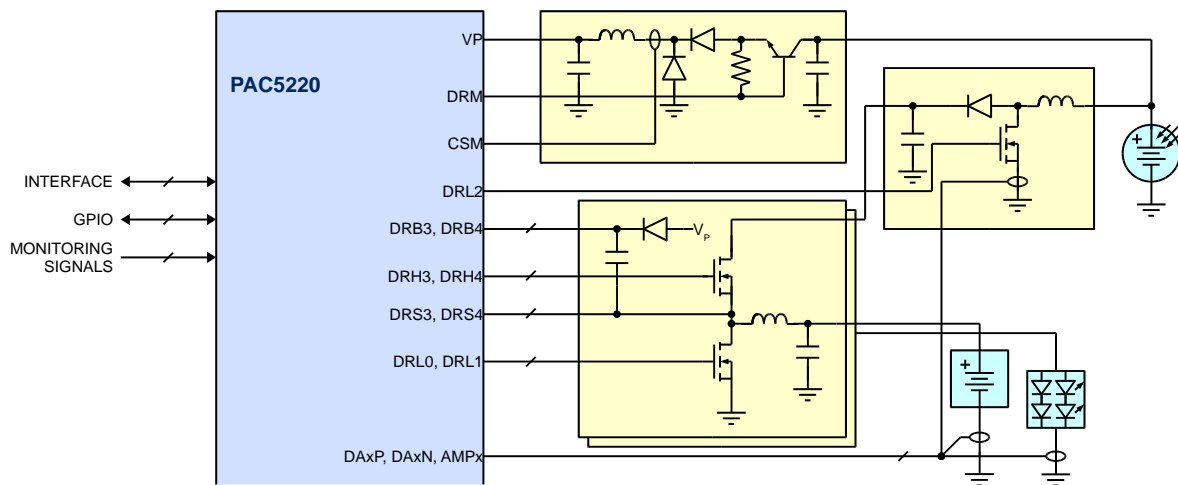 PAC5220
VP
DRM
CSM
DRL2
INTERFACE
GPIO
MONITORING
SIGNALS
DRB3, DRB4
VP
DRH3, DRH4
DRS3, DRS4
DRL0, DRL1
DAxP, DAxN, AMPx
+
+